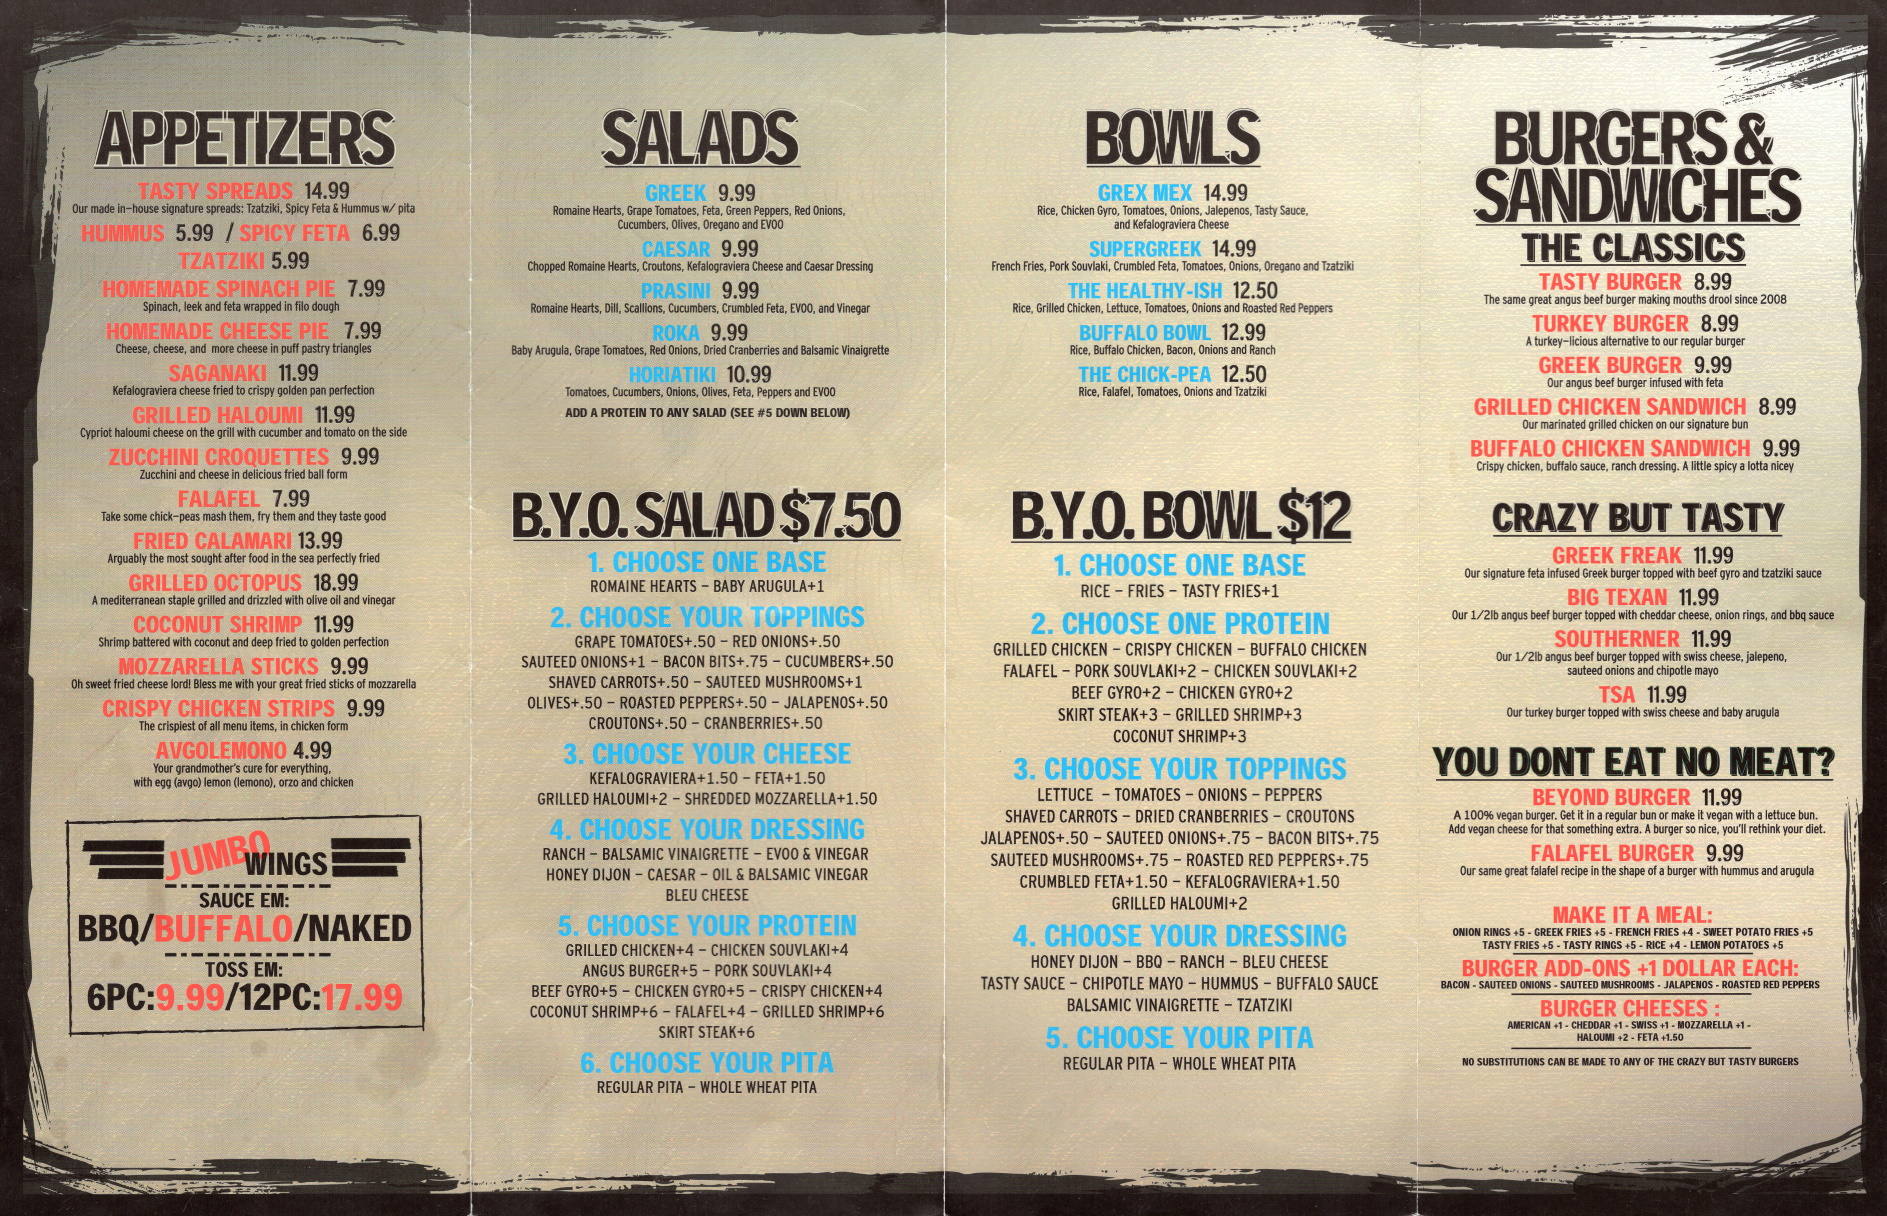 APPETIZERS
TASTY SPREADS 14.99
Our made in-house signature spreads: Tzatziki, Spicy Feta & Hummus w/ pita
HUMMUS 5.99 / SPICY FETA 6.99
TZATZIKI 5.99
HOMEMADE SPINACH PIE 7.99
Spinach, leek and feta wrapped in filo dough
HOMEMADE CHEESE PIE 7.99
Cheese, cheese, and more cheese in puff pastry triangles
SAGANAKI 11.99
Kefalograviera cheese fried to crispy golden pan perfection
GRILLED HALOUMI 11.99
Cypriot haloumi cheese on the grill with cucumber and tomato on the side
ZUCCHINI CROQUETTES 9.99
Zucchini and cheese in delicious fried ball form
FALAFEL 7.99
Take some chick-peas mash them, fry them and they taste good
FRIED CALAMARI 13.99
Arguably the most sought after food in the sea perfectly fried
GRILLED OCTOPUS 18.99
A mediterranean staple grilled and drizzled with olive oil and vinegar
COCONUT SHRIMP 11.99
Shrimp battered with coconut and deep fried to golden perfection
MOZZARELLA STICKS 9.99
Oh sweet fried cheese lord! Bless me with your great fried sticks of mozzarella
CRISPY CHICKEN STRIPS 9.99
The crispiest of all menu items, in chicken form
AVGOLEMONO 4.99
Your grandmother's cure for everything,
with egg (avgo) lemon (lemono), orzo and chicken
JUMBO WINGS
SAUCE EM:
BBQ/BUFFALO/NAKED
TOSS EM:
6PC:9.99/12PC:17.99
SALADS
GREEK 9.99
Romaine Hearts, Grape Tomatoes, Feta, Green Peppers, Red Onions,
Cucumbers, Olives, Oregano and EVOO
CAESAR 9.99
Chopped Romaine Hearts, Croutons, Kefalograviera Cheese and Caesar Dressing
PRASINI 9.99
Romaine Hearts, Dill, Scallions, Cucumbers, Crumbled Feta, EVOO, and Vinegar
ROKA 9.99
Baby Arugula, Grape Tomatoes, Red Onions, Dried Cranberries and Balsamic Vinaigrette
HORIATIKI 10.99
Tomatoes, Cucumbers, Onions, Olives, Feta, Peppers and EVOO
ADD A PROTEIN TO ANY SALAD (SEE #5 DOWN BELOW)
B.Y.O. SALAD $7.50
1. CHOOSE ONE BASE
ROMAINE HEARTS - BABY ARUGULA+1
2. CHOOSE YOUR TOPPINGS
GRAPE TOMATOES+.50 - RED ONIONS+.50
SAUTEED ONIONS+1 - BACON BITS+.75 - CUCUMBERS+.50
SHAVED CARROTS+.50 - SAUTEED MUSHROOMS+1
OLIVES+.50 - ROASTED PEPPERS+.50 - JALAPENOS+.50
CROUTONS+.50 - CRANBERRIES+.50
3. CHOOSE YOUR CHEESE
KEFALOGRAVIERA+1.50 - FETA+1.50
GRILLED HALOUMI+2 - SHREDDED MOZZARELLA+1.50
4. CHOOSE YOUR DRESSING
RANCH - BALSAMIC VINAIGRETTE - EVOO & VINEGAR
HONEY DIJON - CAESAR - OIL & BALSAMIC VINEGAR
BLEU CHEESE
5. CHOOSE YOUR PROTEIN
GRILLED CHICKEN+4 - CHICKEN SOUVLAKI+4
ANGUS BURGER+5 - PORK SOUVLAKI+4
BEEF GYRO+5 - CHICKEN GYRO+5 - CRISPY CHICKEN+4
COCONUT SHRIMP+6 - FALAFEL+4 - GRILLED SHRIMP+6
SKIRT STEAK+6
6. CHOOSE YOUR PITA
REGULAR PITA - WHOLE WHEAT PITA
BOWLS
GREX MEX 14.99
Rice, Chicken Gyro, Tomatoes, Onions, Jalepenos, Tasty Sauce,
and Kefalograviera Cheese
SUPERGREEK 14.99
French Fries, Pork Souvlaki, Crumbled Feta, Tomatoes, Onions, Oregano and Tzatziki
THE HEALTHY-ISH 12.50
Rice, Grilled Chicken, Lettuce, Tomatoes, Onions and Roasted Red Peppers
BUFFALO BOWL 12.99
Rice, Buffalo Chicken, Bacon, Onions and Ranch
THE CHICK-PEA 12.50
Rice, Falafel, Tomatoes, Onions and Tzatziki
B.Y.O. BOWL $12
1. CHOOSE ONE BASE
RICE - FRIES - TASTY FRIES+1
2. CHOOSE ONE PROTEIN
GRILLED CHICKEN - CRISPY CHICKEN - BUFFALO CHICKEN
FALAFEL - PORK SOUVLAKI+2 - CHICKEN SOUVLAKI+2
BEEF GYRO+2 - CHICKEN GYRO+2
SKIRT STEAK+3 - GRILLED SHRIMP+3
COCONUT SHRIMP+3
3. CHOOSE YOUR TOPPINGS
LETTUCE - TOMATOES - ONIONS - PEPPERS
SHAVED CARROTS - DRIED CRANBERRIES - CROUTONS
JALAPENOS+.50 - SAUTEED ONIONS+.75 - BACON BITS+.75
SAUTEED MUSHROOMS+.75 - ROASTED RED PEPPERS+.75
CRUMBLED FETA+1.50 - KEFALOGRAVIERA+1.50
GRILLED HALOUMI+2
4. CHOOSE YOUR DRESSING
HONEY DIJON - BBQ - RANCH - BLEU CHEESE
TASTY SAUCE - CHIPOTLE MAYO - HUMMUS - BUFFALO SAUCE
BALSAMIC VINAIGRETTE - TZATZIKI
5. CHOOSE YOUR PITA
REGULAR PITA - WHOLE WHEAT PITA
BURGERS &
SANDWICHES
THE CLASSICS
TASTY BURGER 8.99
The same great angus beef burger making mouths drool since 2008
TURKEY BURGER 8.99
A turkey-licious alternative to our regular burger
GREEK BURGER 9.99
Our angus beef burger infused with feta
GRILLED CHICKEN SANDWICH 8.99
Our marinated grilled chicken on our signature bun
BUFFALO CHICKEN SANDWICH 9.99
Crispy chicken, buffalo sauce, ranch dressing. A little spicy a lotta nicey
CRAZY BUT TASTY
GREEK FREAK 11.99
Our signature feta infused Greek burger topped with beef gyro and tzatziki sauce
BIG TEXAN 11.99
Our 1/2lb angus beef burger topped with cheddar cheese, onion rings, and bbq sauce
SOUTHERNER 11.99
Our 1/2lb angus beef burger topped with swiss cheese, jalepeno,
sauteed onions and chipotle mayo
TSA 11.99
Our turkey burger topped with swiss cheese and baby arugula
YOU DONT EAT NO MEAT?
BEYOND BURGER 11.99
A 100% vegan burger. Get it in a regular bun or make it vegan with a lettuce bun.
Add vegan cheese for that something extra. A burger so nice, you'll rethink your diet.
FALAFEL BURGER 9.99
Our same great falafel recipe in the shape of a burger with hummus and arugula
MAKE IT A MEAL:
ONION RINGS +5 - GREEK FRIES +5 - FRENCH FRIES +4 - SWEET POTATO FRIES +5
TASTY FRIES +5 - TASTY RINGS +5 - RICE +4 - LEMON POTATOES +5
BURGER ADD-ONS +1 DOLLAR EACH:
BACON - SAUTEED ONIONS - SAUTEED MUSHROOMS - JALAPENOS - ROASTED RED PEPPERS
BURGER CHEESES :
AMERICAN +1 - CHEDDAR +1 - SWISS +1 - MOZZARELLA +1 -
HALOUMI +2 - FETA +1.50
NO SUBSTITUTIONS CAN BE MADE TO ANY OF THE CRAZY BUT TASTY BURGERS